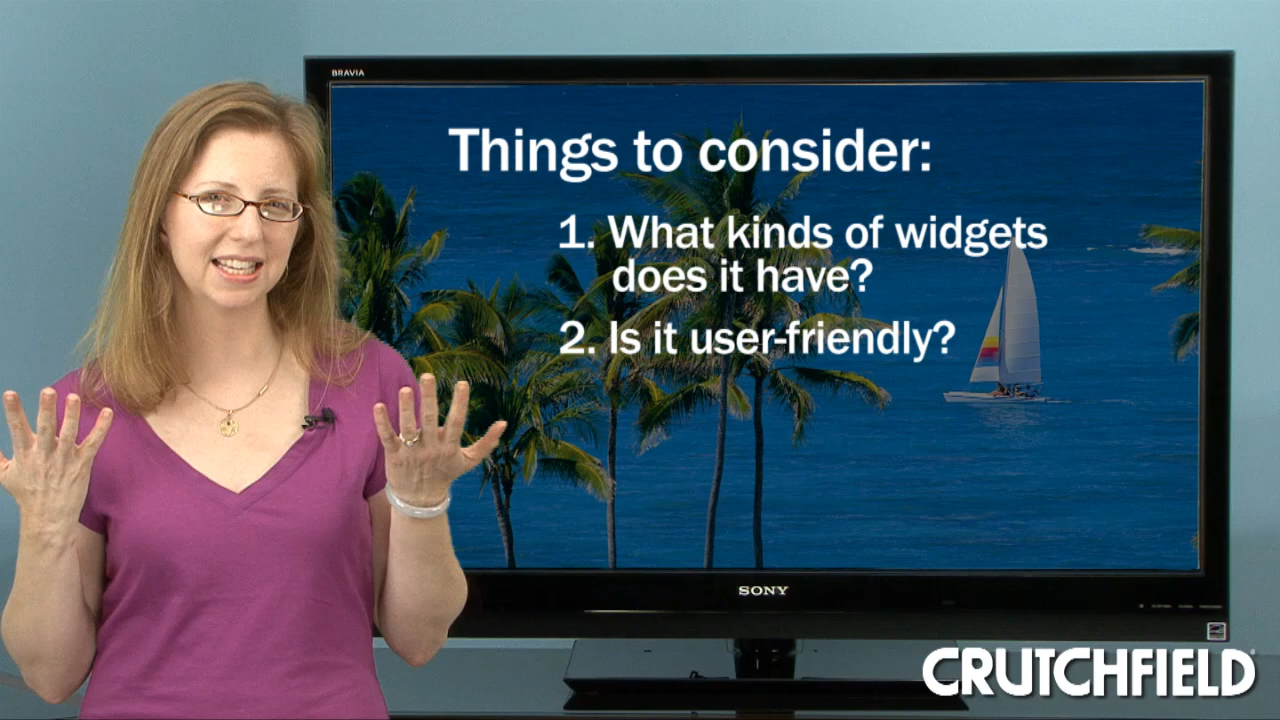 BRAVIA
Things to consider:
1. What kinds of widgets
does it have?
2. Is it user-friendly?
SONY
CRUTCHFIELD